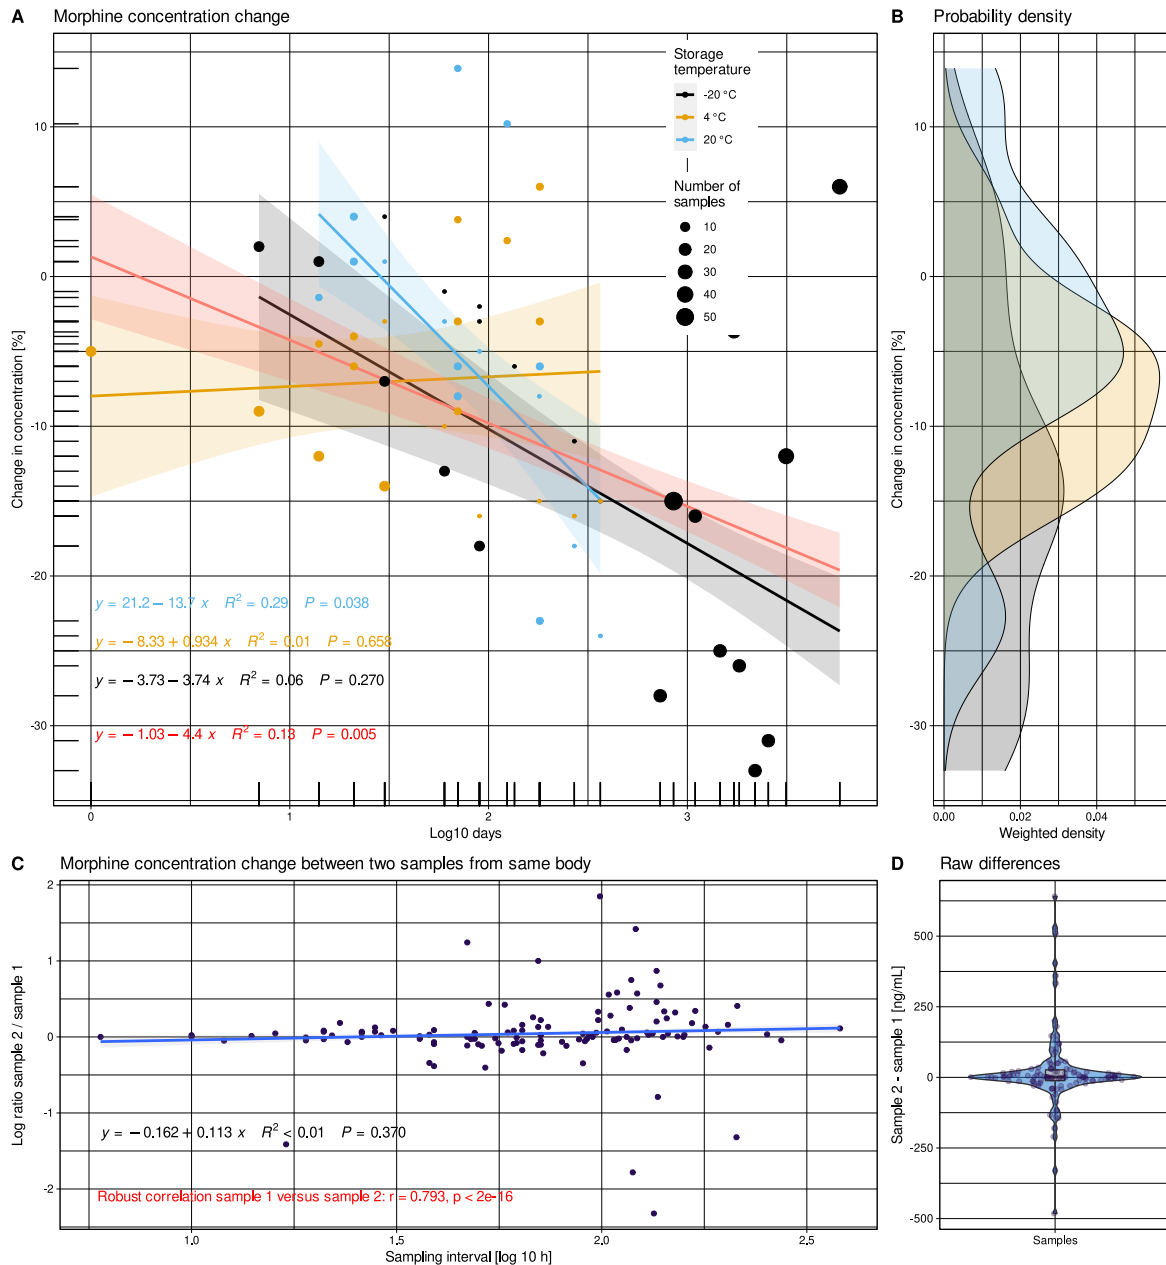 A Morphine concentration change
B Probability density
Storage
temperature
-20 °C
4 °C
20 °C
Number of
samples
10
20
30
40
50
Change in concentration [%]
10
0
-10
-20
-30
y = 21.2 − 13.7 x R² = 0.29 P = 0.038
y = − 8.33 + 0.934 x R² = 0.01 P = 0.658
y = − 3.73 − 3.74 x R² = 0.06 P = 0.270
y = − 1.03 − 4.4 x R² = 0.13 P = 0.005
0 1 2 3
Log10 days
Change in concentration [%]
10
0
-10
-20
-30
0.00 0.02 0.04
Weighted density
C Morphine concentration change between two samples from same body
D Raw differences
Log ratio sample 2 / sample 1
2
1
0
-1
-2
y = −0.162 + 0.113 x R² < 0.01 P = 0.370
Robust correlation sample 1 versus sample 2: r = 0.793, p < 2e-16
1.0 1.5 2.0 2.5
Sampling interval [log 10 h]
Sample 2 - sample 1 [ng/mL]
500
250
0
-250
-500
Samples